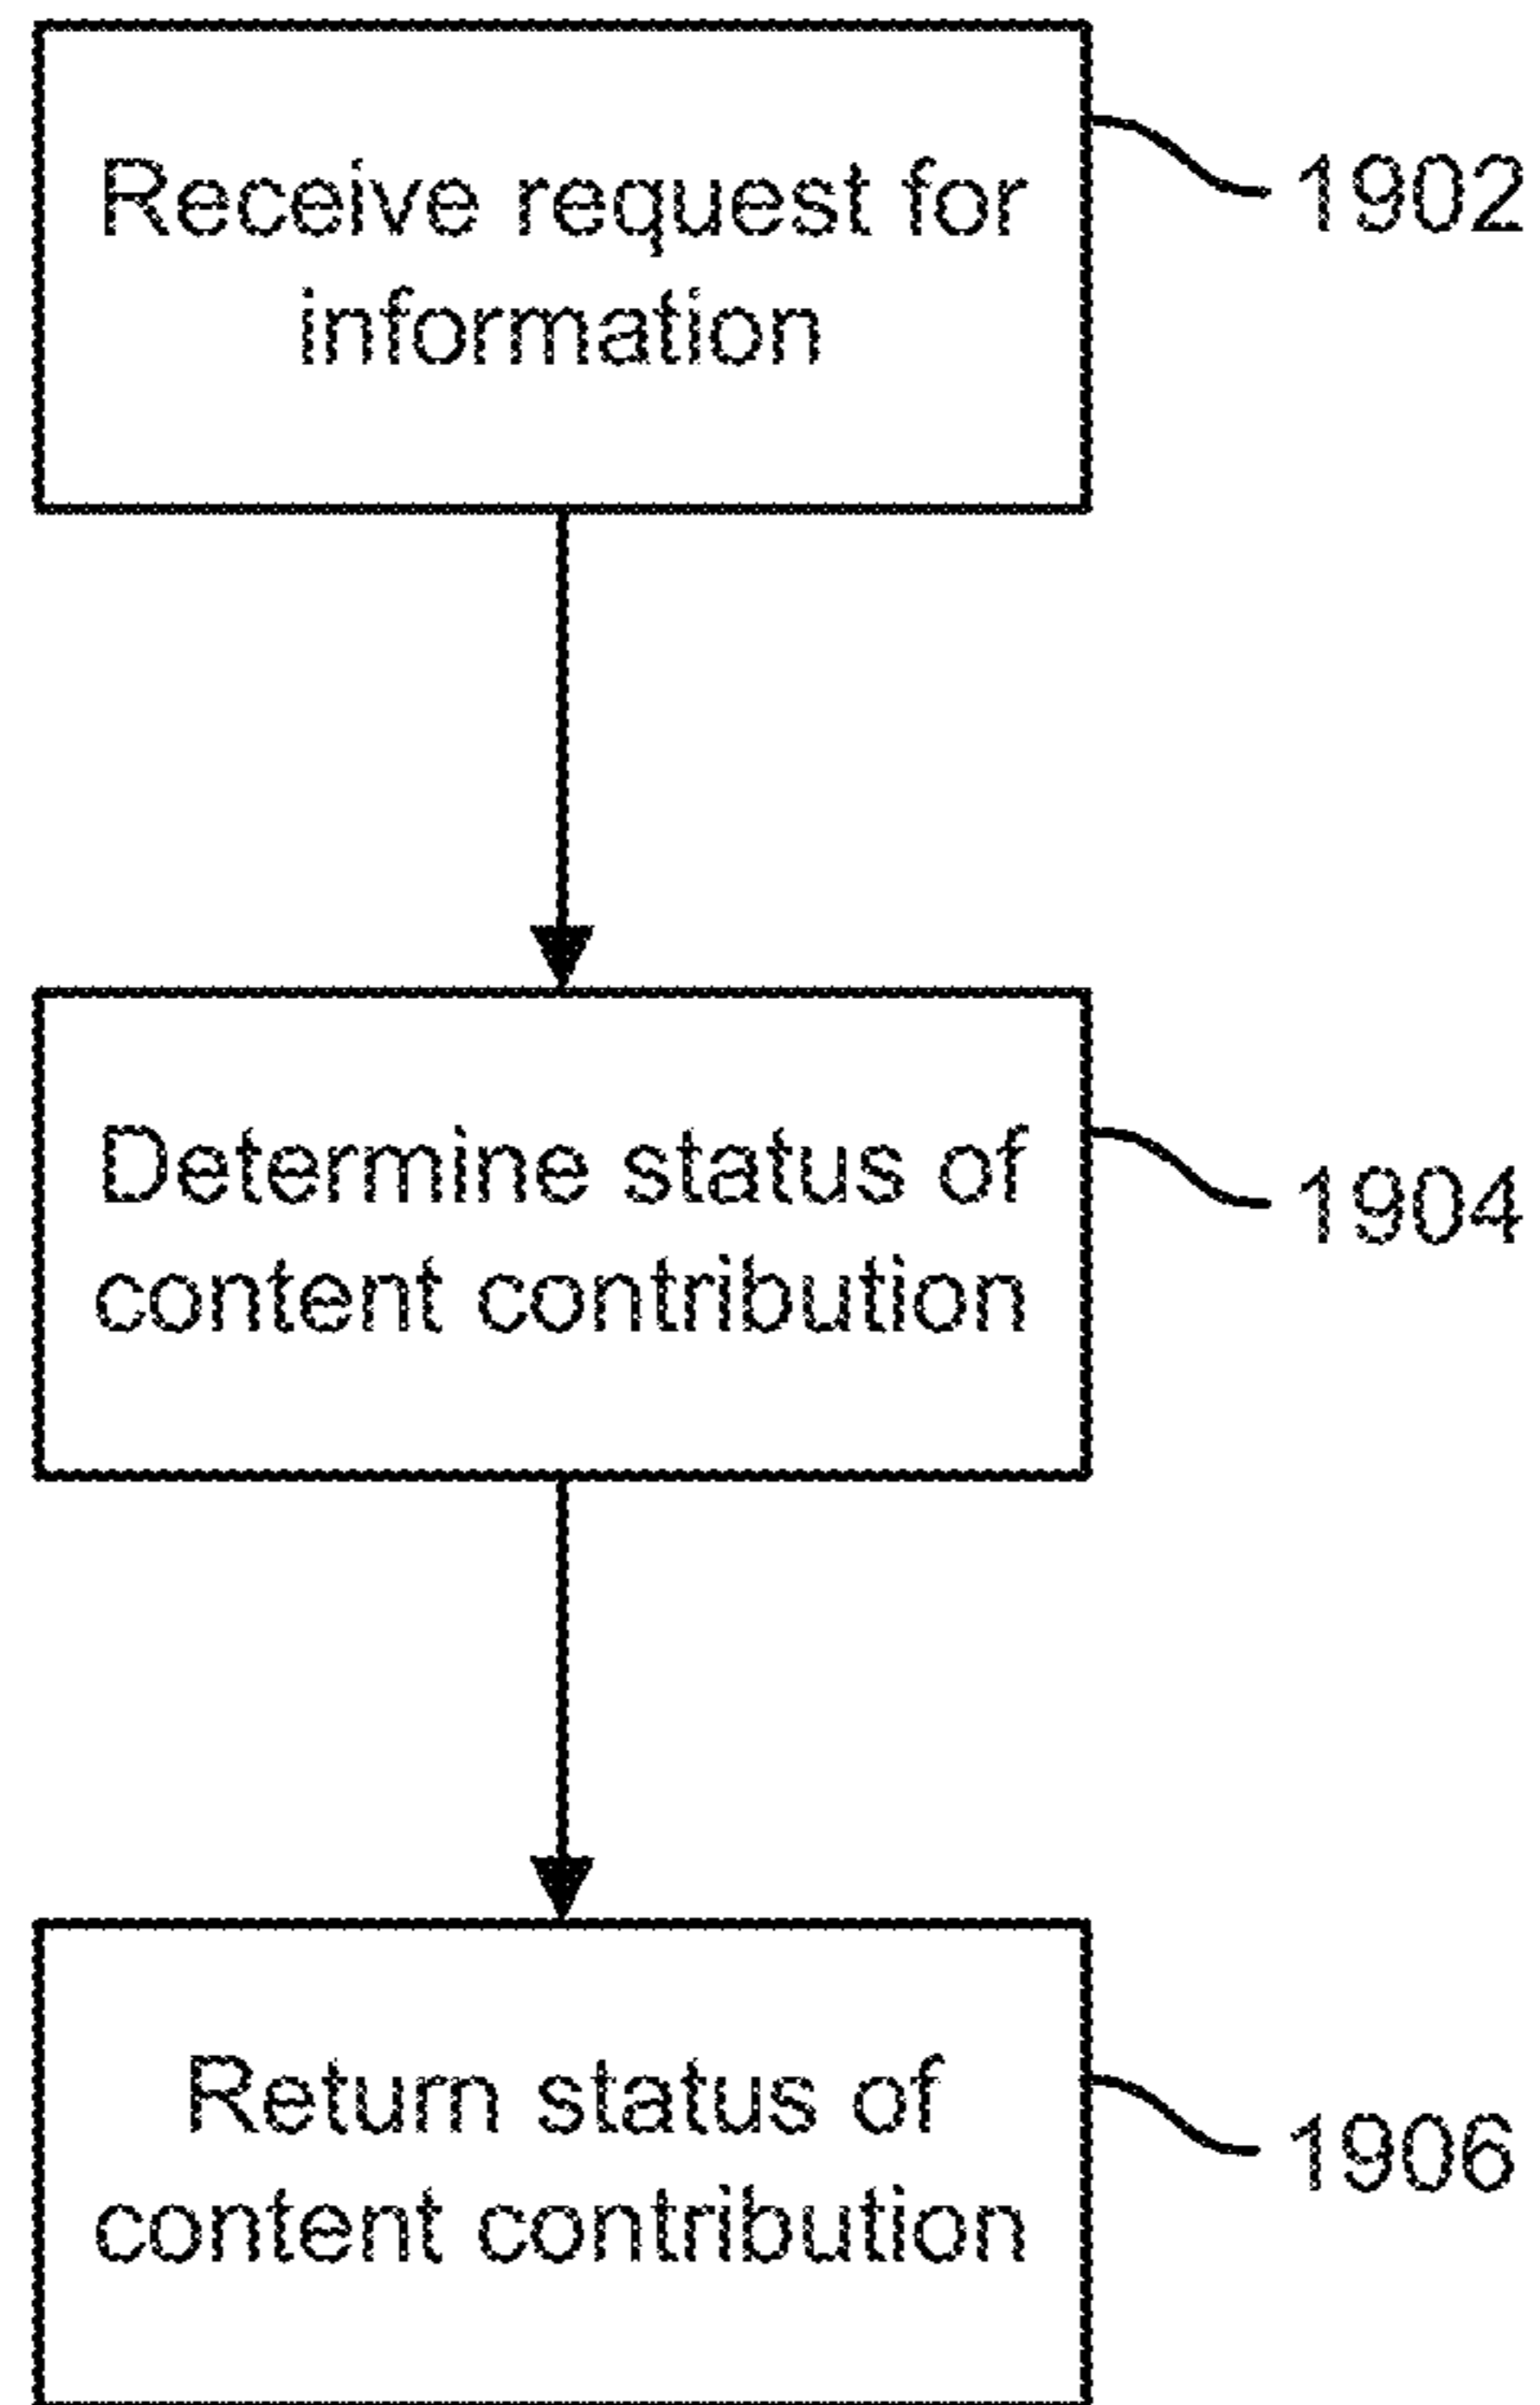 Receive request for
information
1902
Determine status of
content contribution
1904
Return status of
content contribution
1906